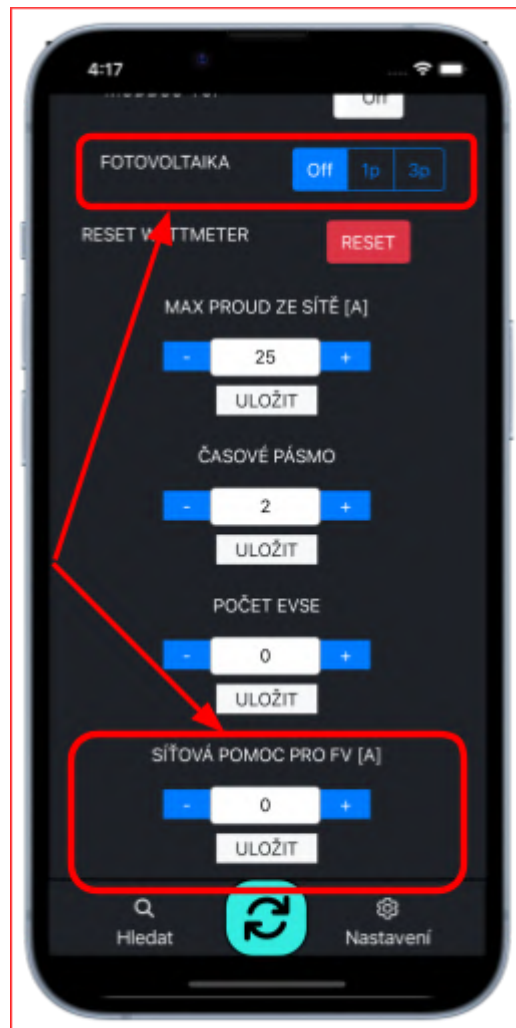 4:17
Off
FOTOVOLTAIKA
Off 1p 3p
RESET WATTMETER
RESET
MAX PROUD ZE SÍTĚ [A]
- 25 +
ULOŽIT
ČASOVÉ PÁSMO
- 2 +
ULOŽIT
POČET EVSE
- 0 +
ULOŽIT
SÍŤOVÁ POMOC PRO FV [A]
- 0 +
ULOŽIT
Hledat
Nastavení